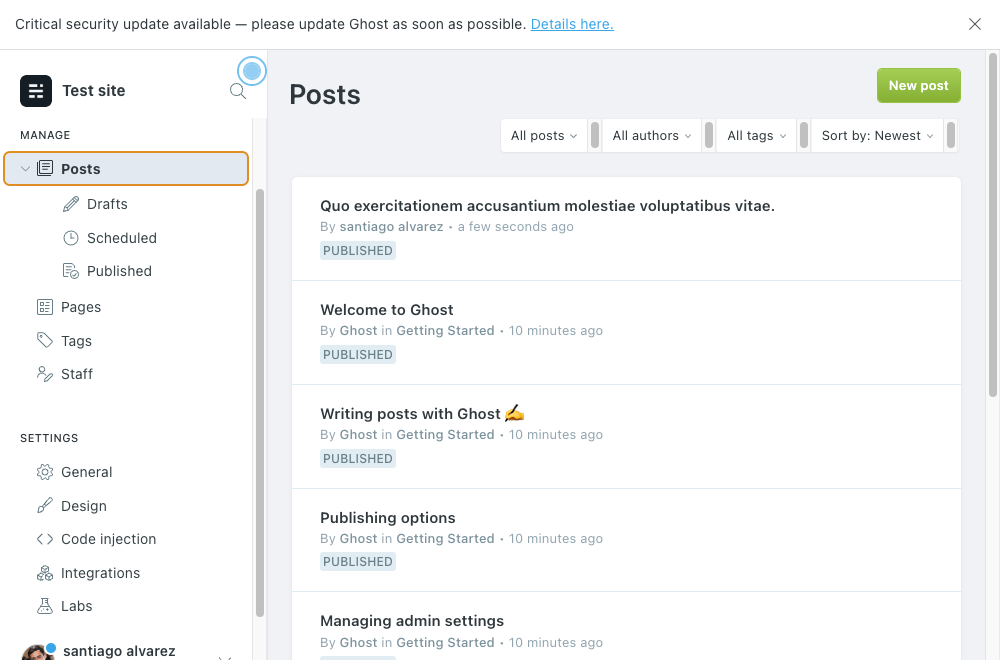 Critical security update available — please update Ghost as soon as possible. Details here.
Test site
MANAGE
Posts
Drafts
Scheduled
Published
Pages
Tags
Staff
SETTINGS
General
Design
Code injection
Integrations
Labs
santiago alvarez
Posts
New post
All posts
All authors
All tags
Sort by: Newest
Quo exercitationem accusantium molestiae voluptatibus vitae.
By santiago alvarez • a few seconds ago
PUBLISHED
Welcome to Ghost
By Ghost in Getting Started • 10 minutes ago
PUBLISHED
Writing posts with Ghost ✍️
By Ghost in Getting Started • 10 minutes ago
PUBLISHED
Publishing options
By Ghost in Getting Started • 10 minutes ago
PUBLISHED
Managing admin settings
By Ghost in Getting Started • 10 minutes ago